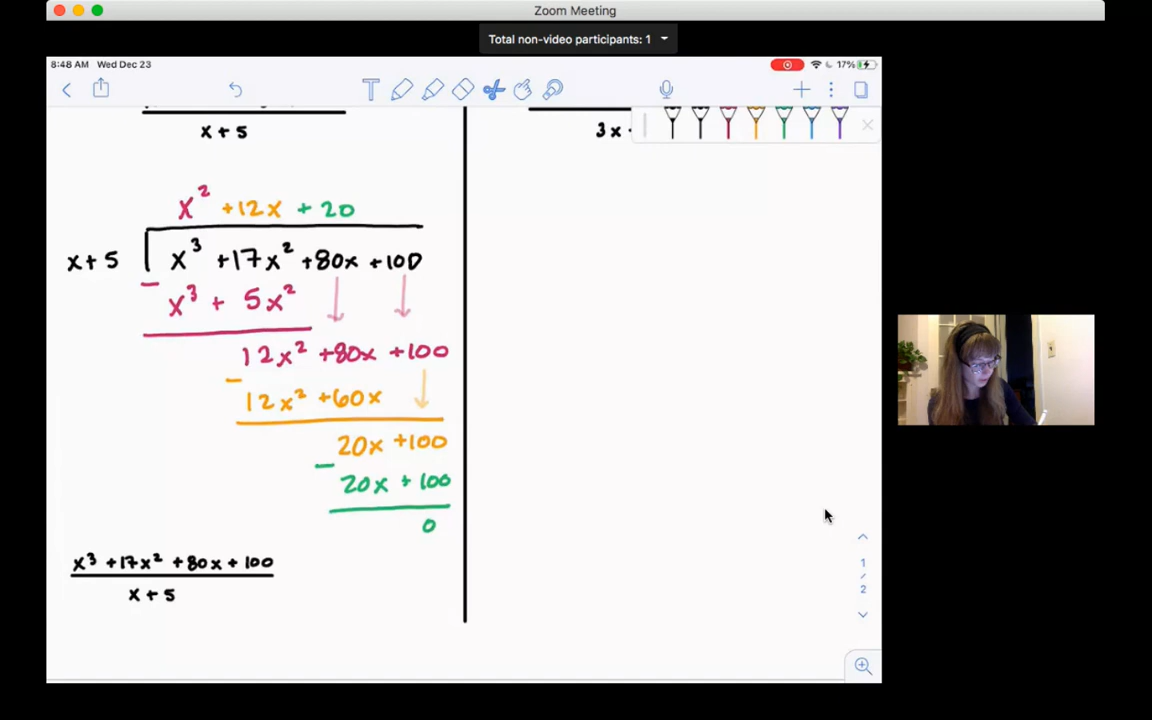 Zoom Meeting
Total non-video participants: 1
8:48 AM Wed Dec 23
17%
x + 5
3x
x² +12x + 20
x + 5 x³ +17x² +80x +100
− x³ + 5x²
12x² +80x +100
− 12x² +60x
20x +100
− 20x + 100
0
x³ +17x² +80x + 100
x + 5
1
/
2